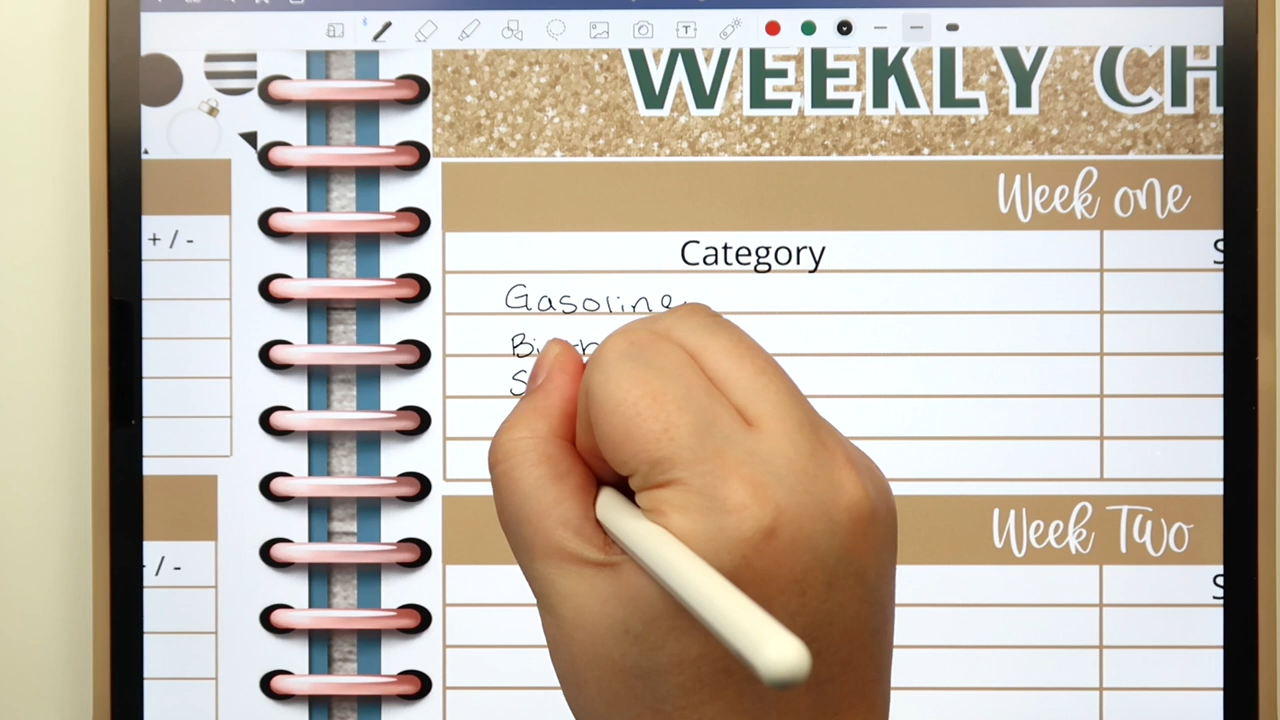 WEEKLY CH
Week one
+ / -
Category
S
Gasoline
Week Two
/ -
S